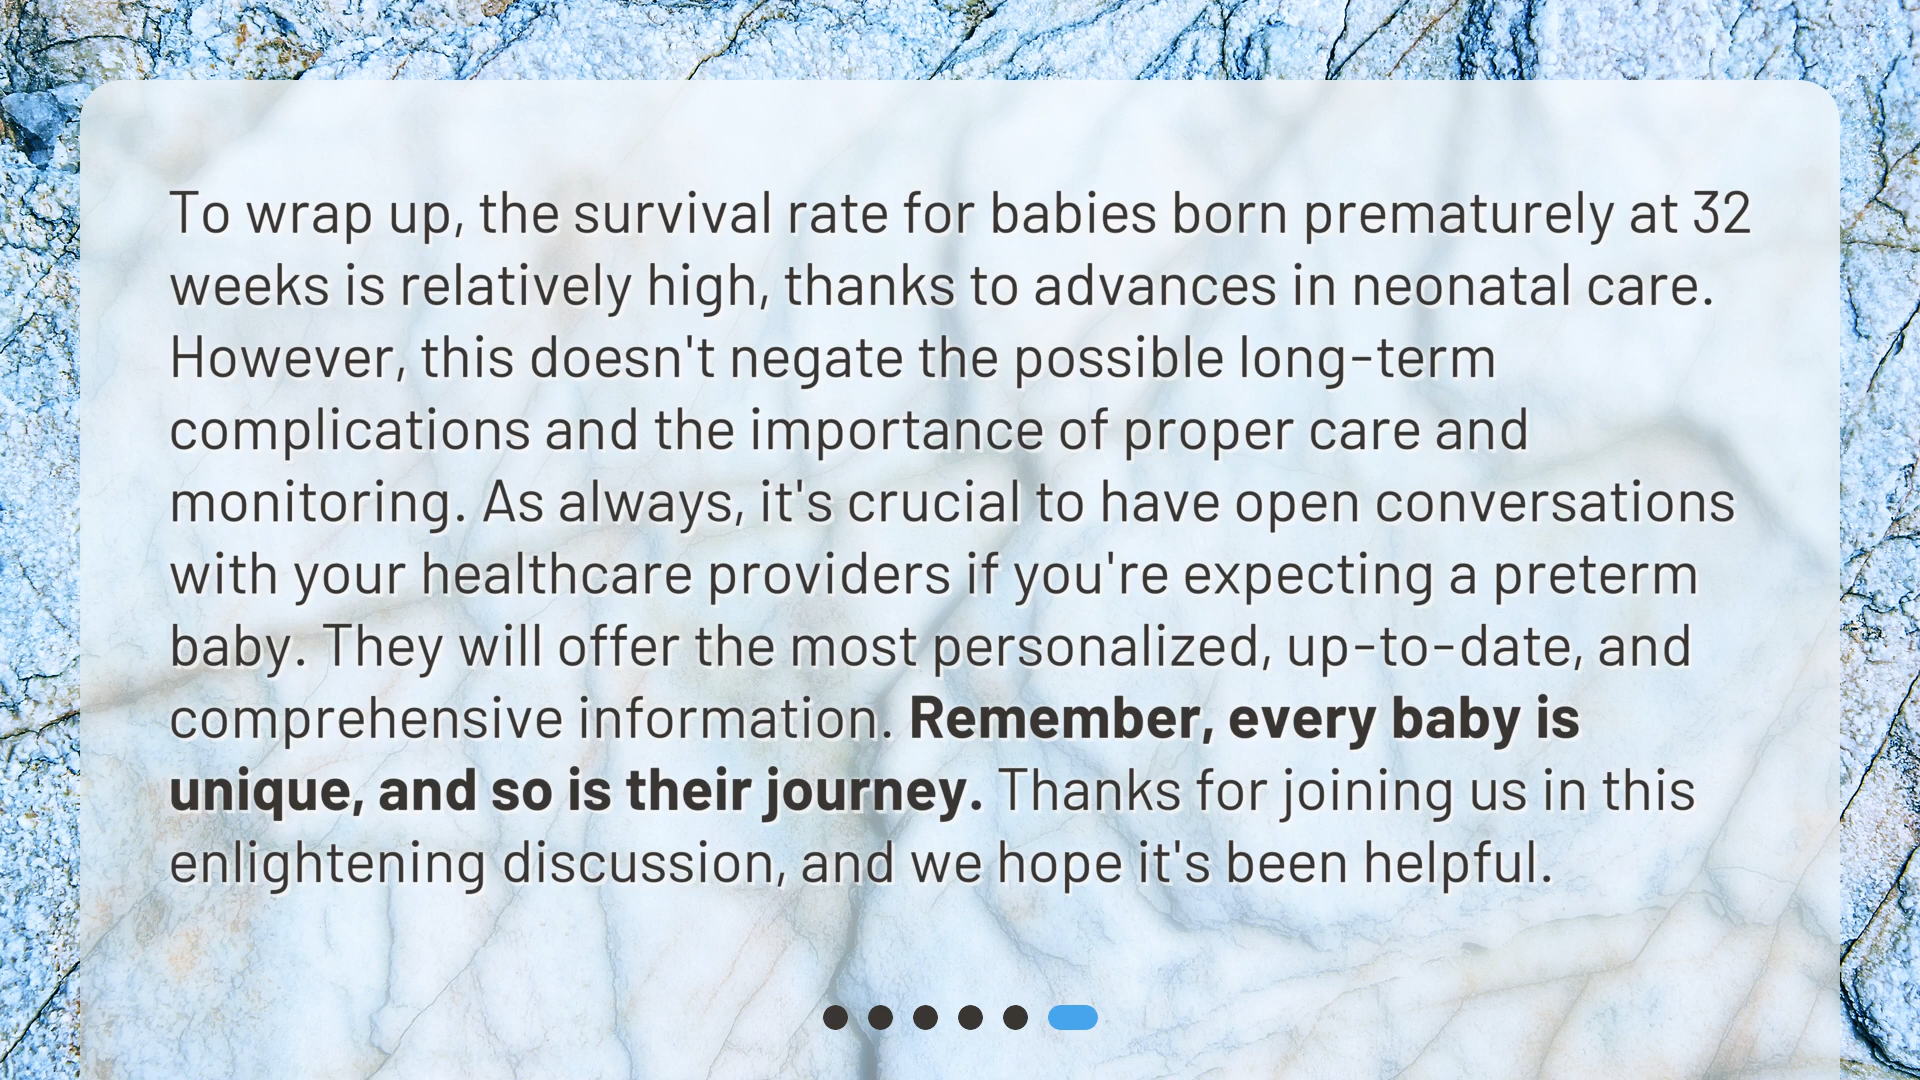 To wrap up, the survival rate for babies born prematurely at 32
weeks is relatively high, thanks to advances in neonatal care.
However, this doesn't negate the possible long-term
complications and the importance of proper care and
monitoring. As always, it's crucial to have open conversations
with your healthcare providers if you're expecting a preterm
baby. They will offer the most personalized, up-to-date, and
comprehensive information. Remember, every baby is
unique, and so is their journey. Thanks for joining us in this
enlightening discussion, and we hope it's been helpful.